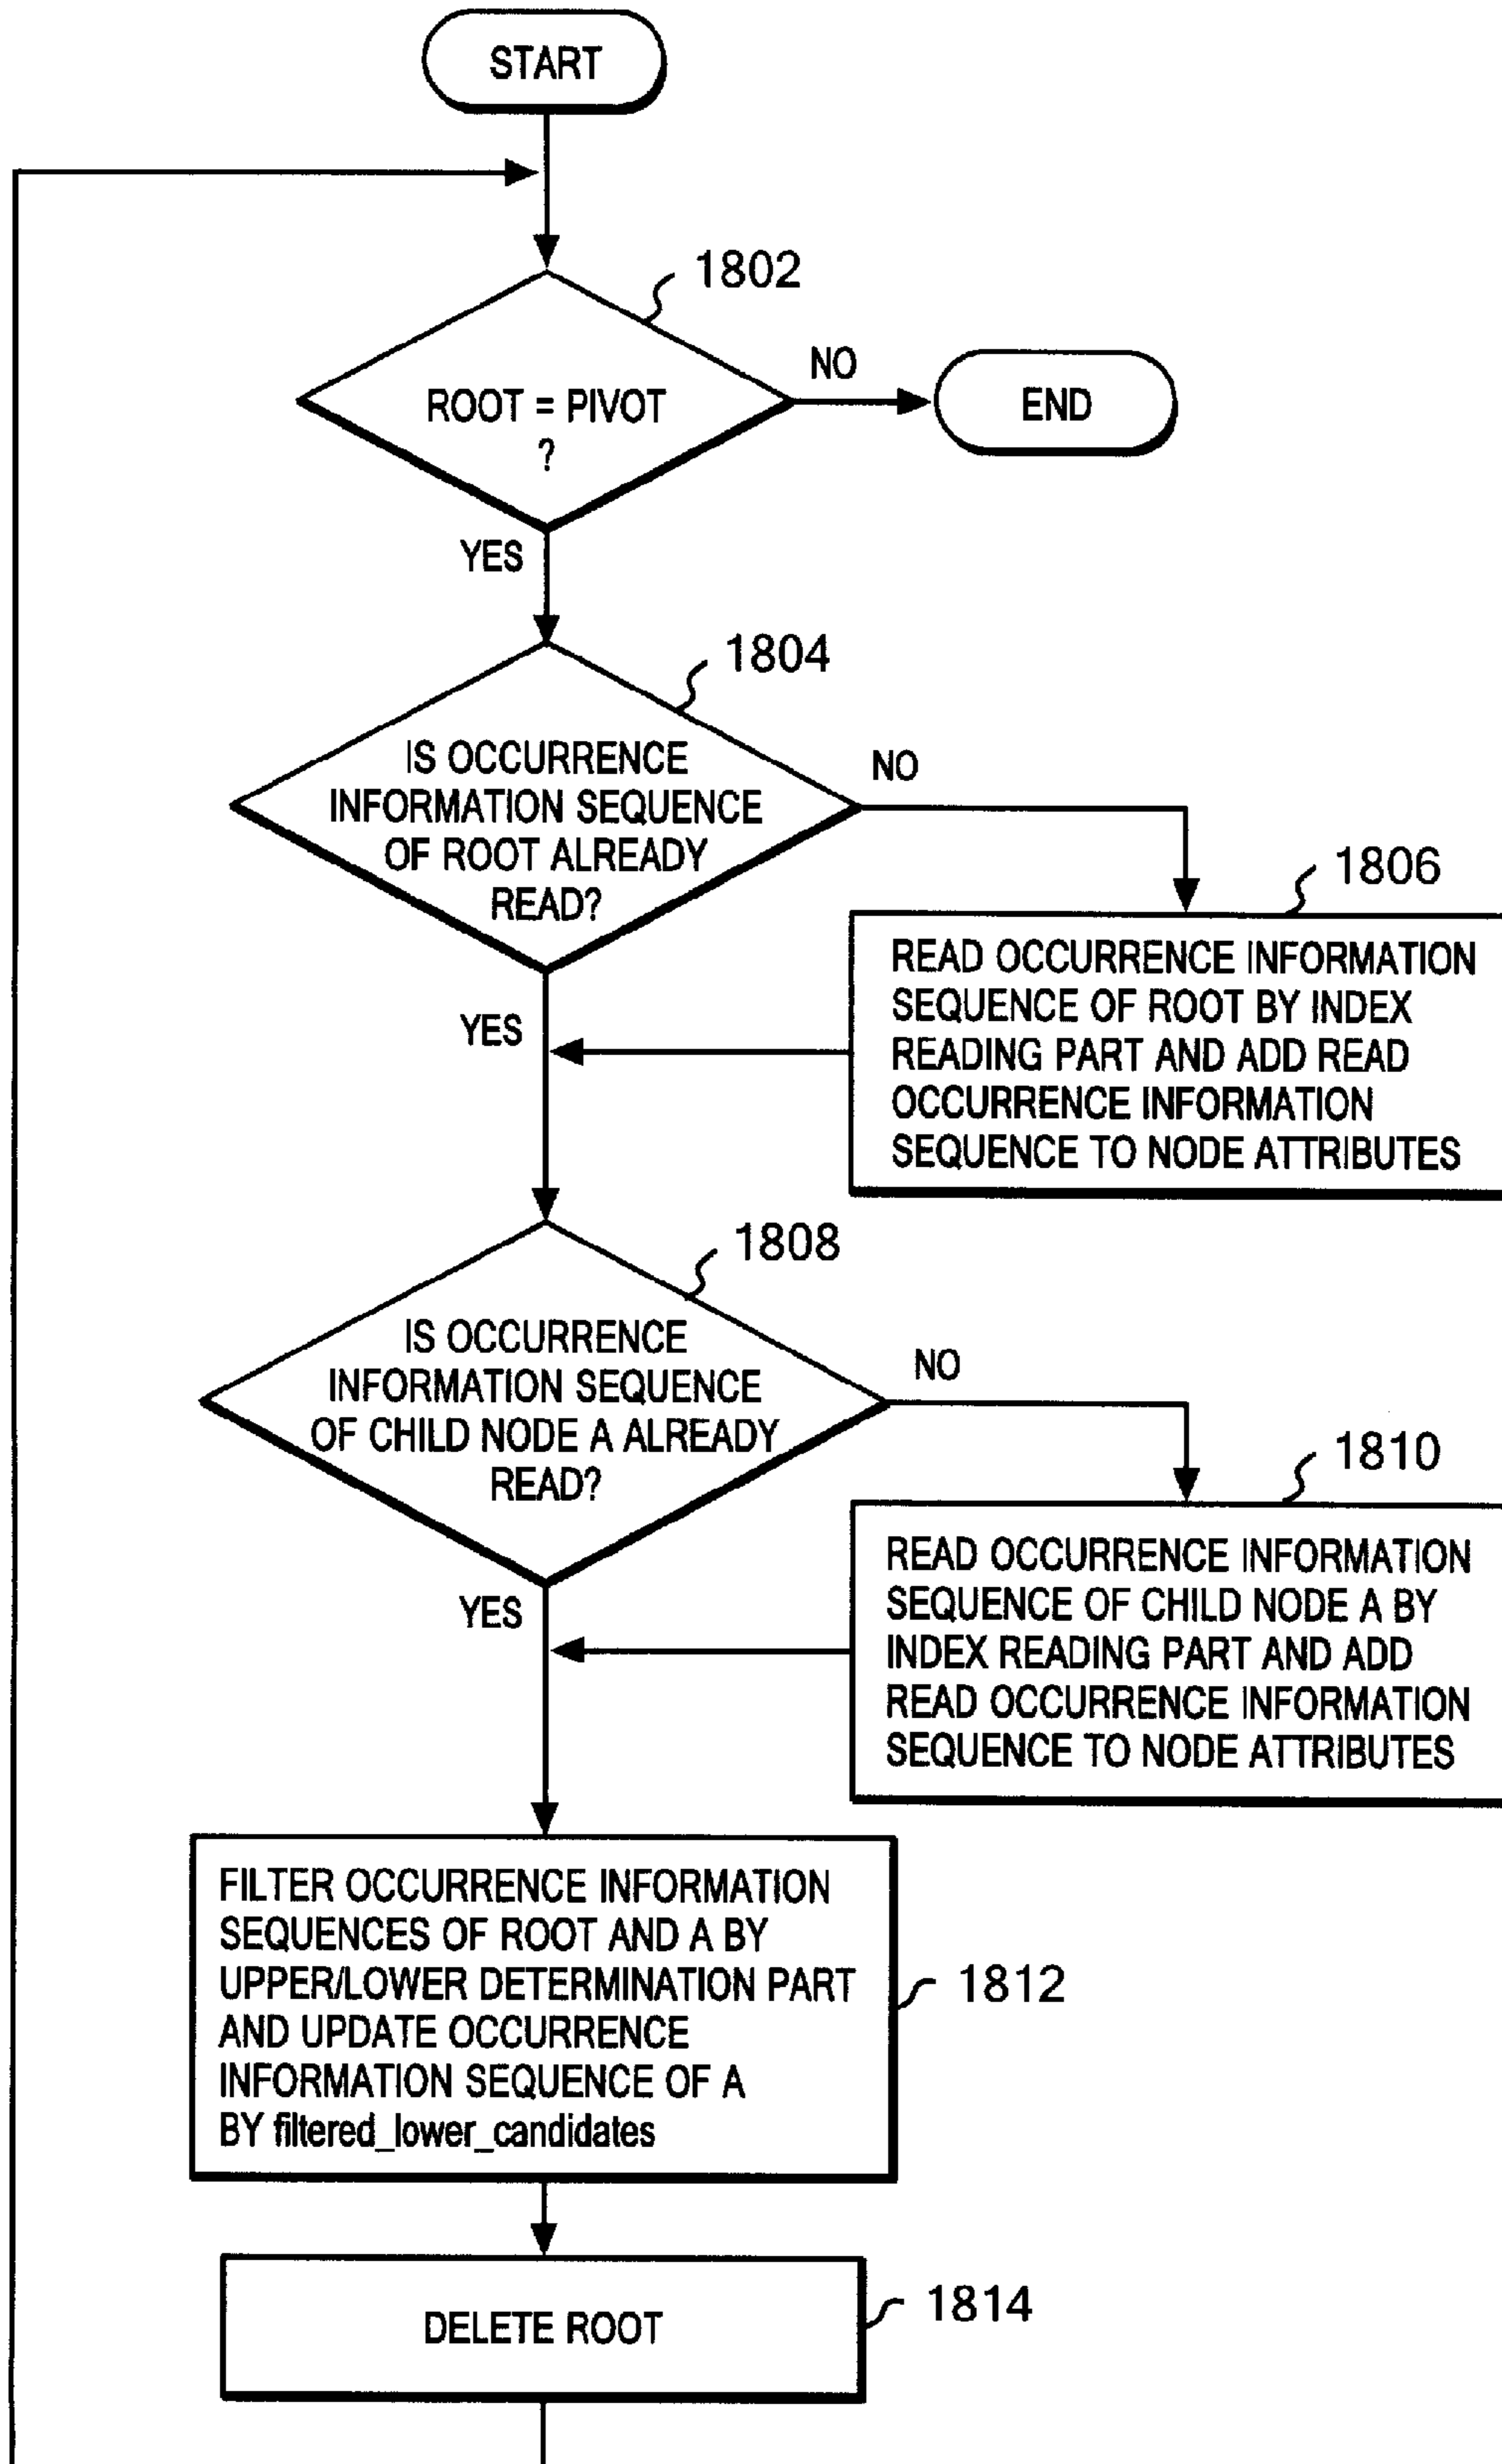 START
1802
ROOT = PIVOT
?
NO
END
YES
1804
IS OCCURRENCE
INFORMATION SEQUENCE
OF ROOT ALREADY
READ?
NO
1806
READ OCCURRENCE INFORMATION
SEQUENCE OF ROOT BY INDEX
READING PART AND ADD READ
OCCURRENCE INFORMATION
SEQUENCE TO NODE ATTRIBUTES
YES
1808
IS OCCURRENCE
INFORMATION SEQUENCE
OF CHILD NODE A ALREADY
READ?
NO
1810
READ OCCURRENCE INFORMATION
SEQUENCE OF CHILD NODE A BY
INDEX READING PART AND ADD
READ OCCURRENCE INFORMATION
SEQUENCE TO NODE ATTRIBUTES
YES
FILTER OCCURRENCE INFORMATION
SEQUENCES OF ROOT AND A BY
UPPER/LOWER DETERMINATION PART
AND UPDATE OCCURRENCE
INFORMATION SEQUENCE OF A
BY filtered_lower_candidates
1812
DELETE ROOT
1814